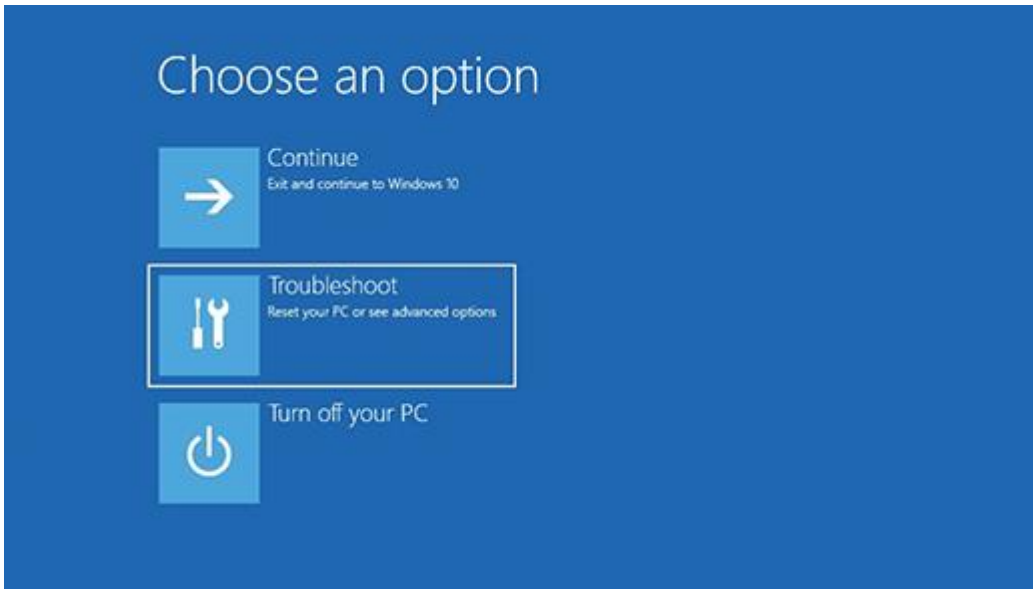 Choose an option
Continue
Exit and continue to Windows 10
Troubleshoot
Reset your PC or see advanced options
Turn off your PC